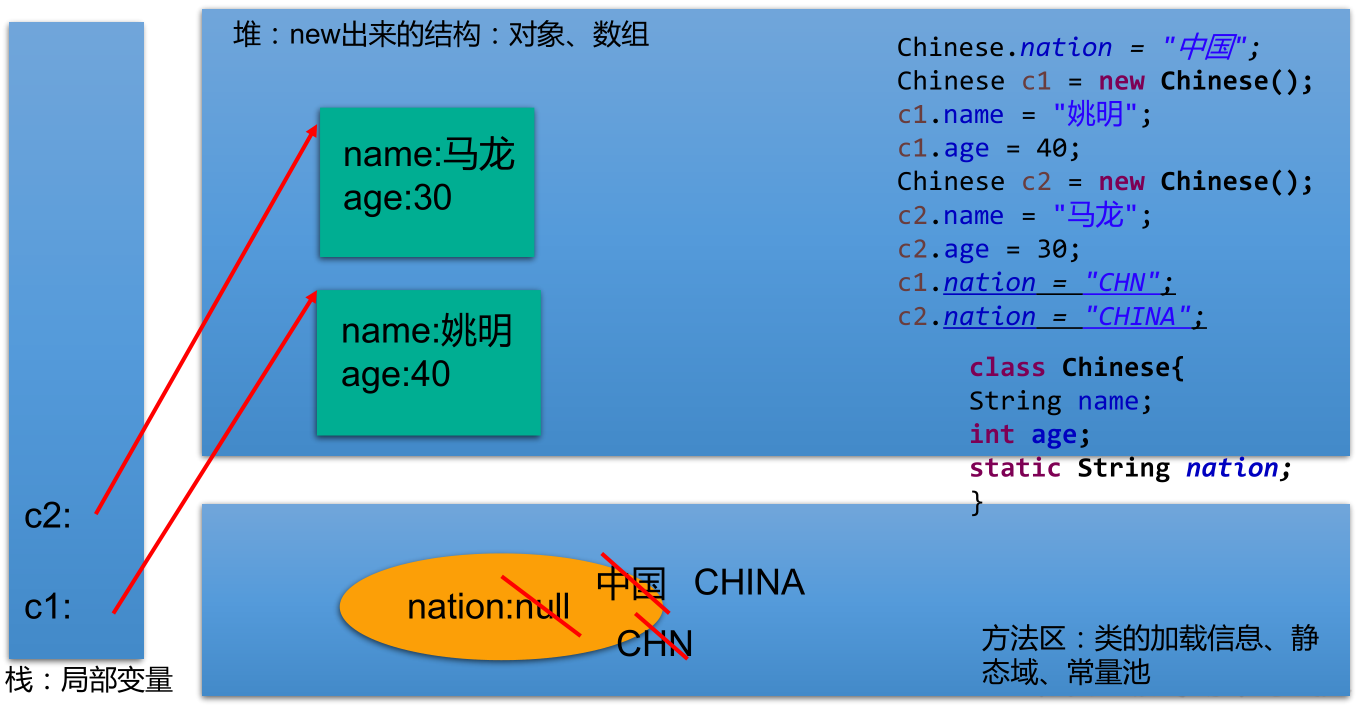 堆：new出来的结构：对象、数组
Chinese.nation = "中国";
Chinese c1 = new Chinese();
c1.name = "姚明";
c1.age = 40;
Chinese c2 = new Chinese();
c2.name = "马龙";
c2.age = 30;
c1.nation = "CHN";
c2.nation = "CHINA";
class Chinese{
String name;
int age;
static String nation;
}
name:马龙
age:30
name:姚明
age:40
c2:
c1:
栈：局部变量
nation:null
中国 CHINA
CHN
方法区：类的加载信息、静
态域、常量池